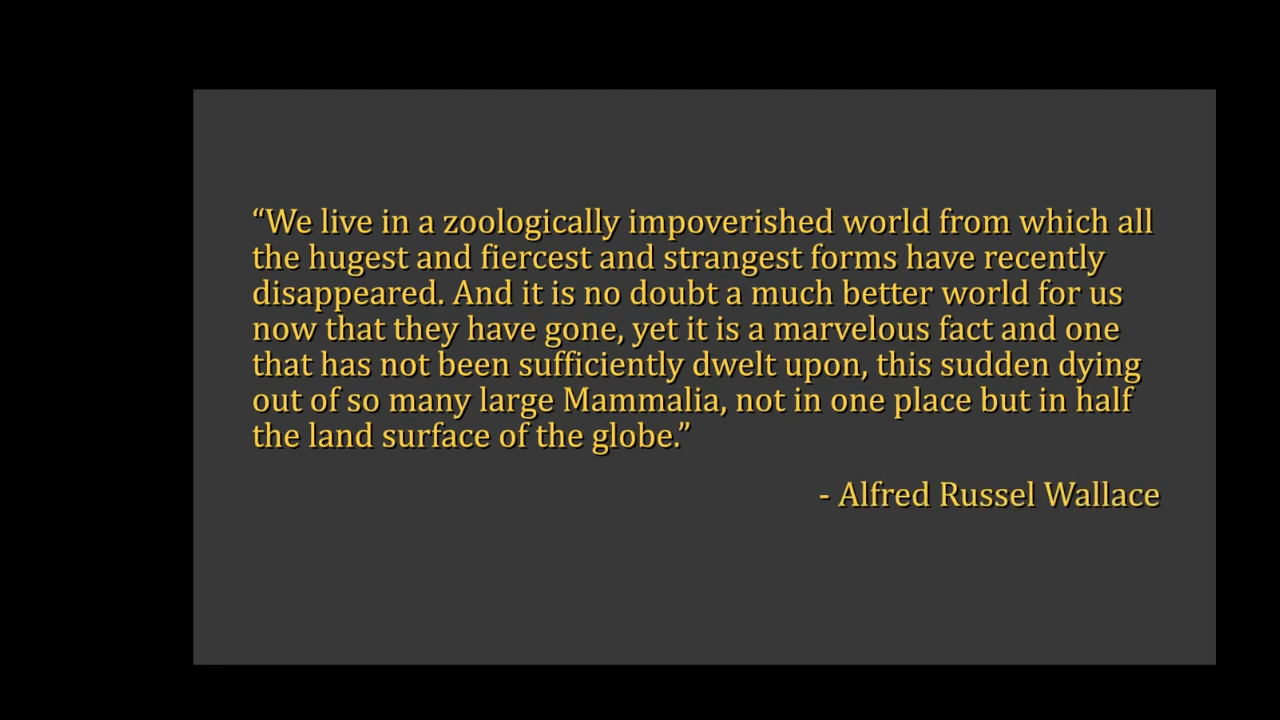 “We live in a zoologically impoverished world from which all
the hugest and fiercest and strangest forms have recently
disappeared. And it is no doubt a much better world for us
now that they have gone, yet it is a marvelous fact and one
that has not been sufficiently dwelt upon, this sudden dying
out of so many large Mammalia, not in one place but in half
the land surface of the globe.”
- Alfred Russel Wallace